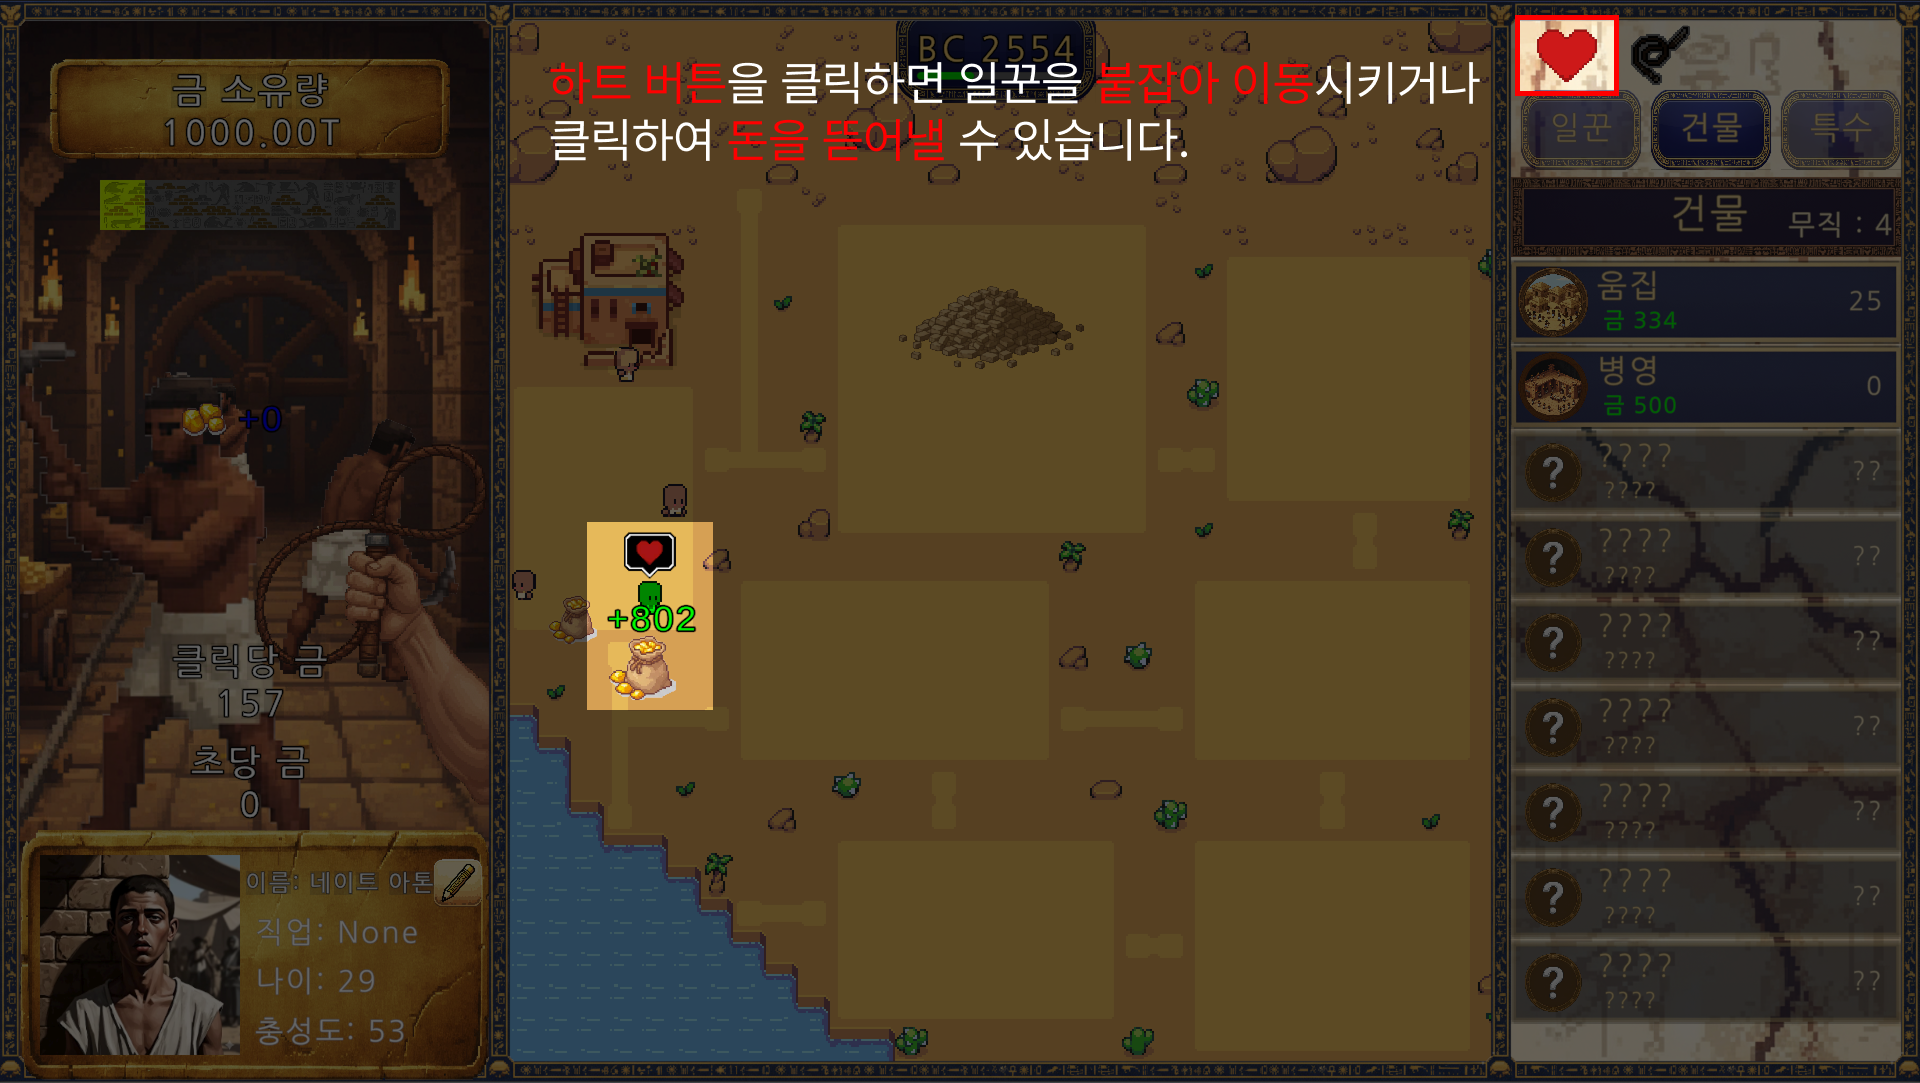 금 소유량
1000.00T
+0
클릭당 금
157
초당 금
0
이름: 네이트 아톤
직업: None
나이: 29
충성도: 53
BC 2554
하트 버튼을 클릭하면 일꾼을 붙잡아 이동시키거나
클릭하여 돈을 뜯어낼 수 있습니다.
+802
일꾼 건물 특수
건물 무직 : 4
움집 25
금 334
병영 0
금 500
? ???? ??
????
? ???? ??
????
? ???? ??
????
? ???? ??
????
? ???? ??
????
? ???? ??
????
? ???? ??
????